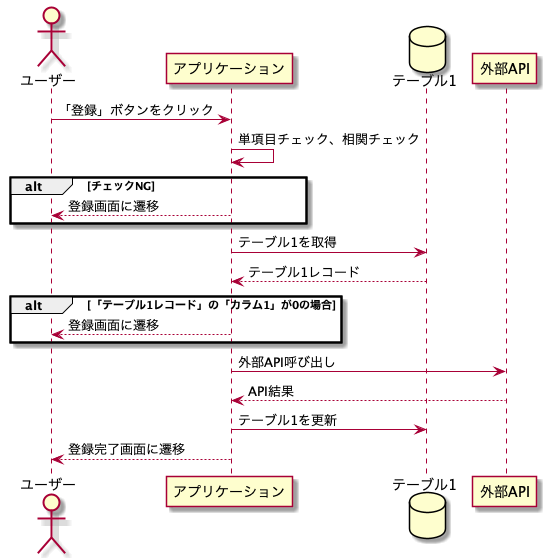 ユーザー
アプリケーション
テーブル1
外部API
「登録」ボタンをクリック
単項目チェック、相関チェック
alt [チェックNG]
登録画面に遷移
テーブル1を取得
テーブル1レコード
alt [「テーブル1レコード」の「カラム1」が0の場合]
登録画面に遷移
外部API呼び出し
API結果
テーブル1を更新
登録完了画面に遷移
ユーザー
アプリケーション
テーブル1
外部API